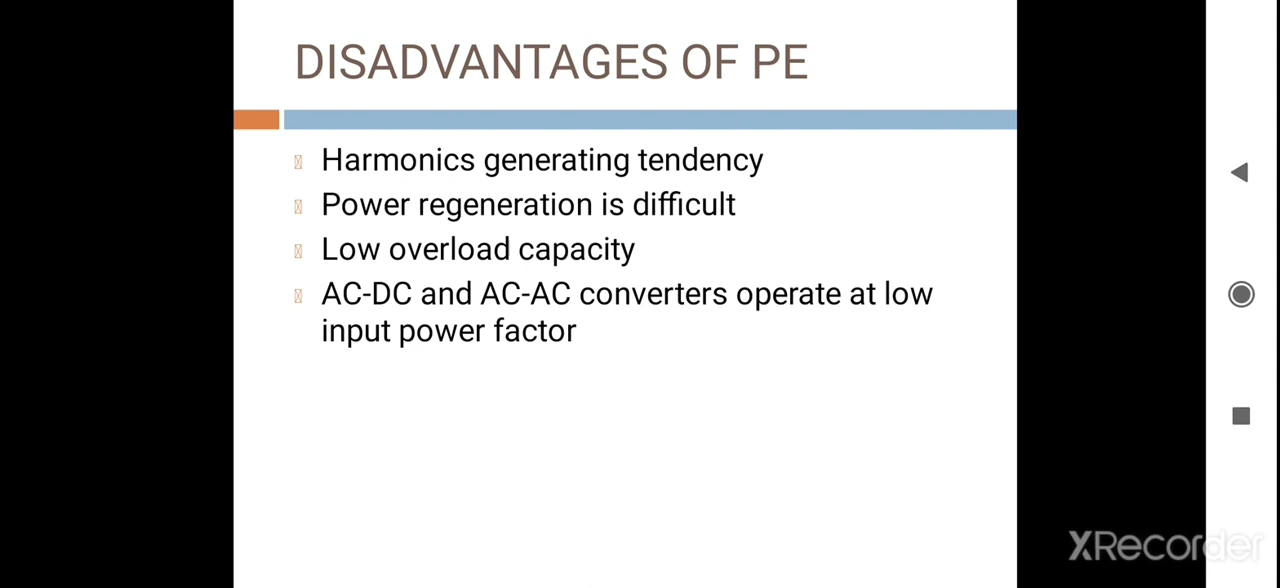 DISADVANTAGES OF PE
Harmonics generating tendency
Power regeneration is difficult
Low overload capacity
AC-DC and AC-AC converters operate at low
input power factor
XRecorder